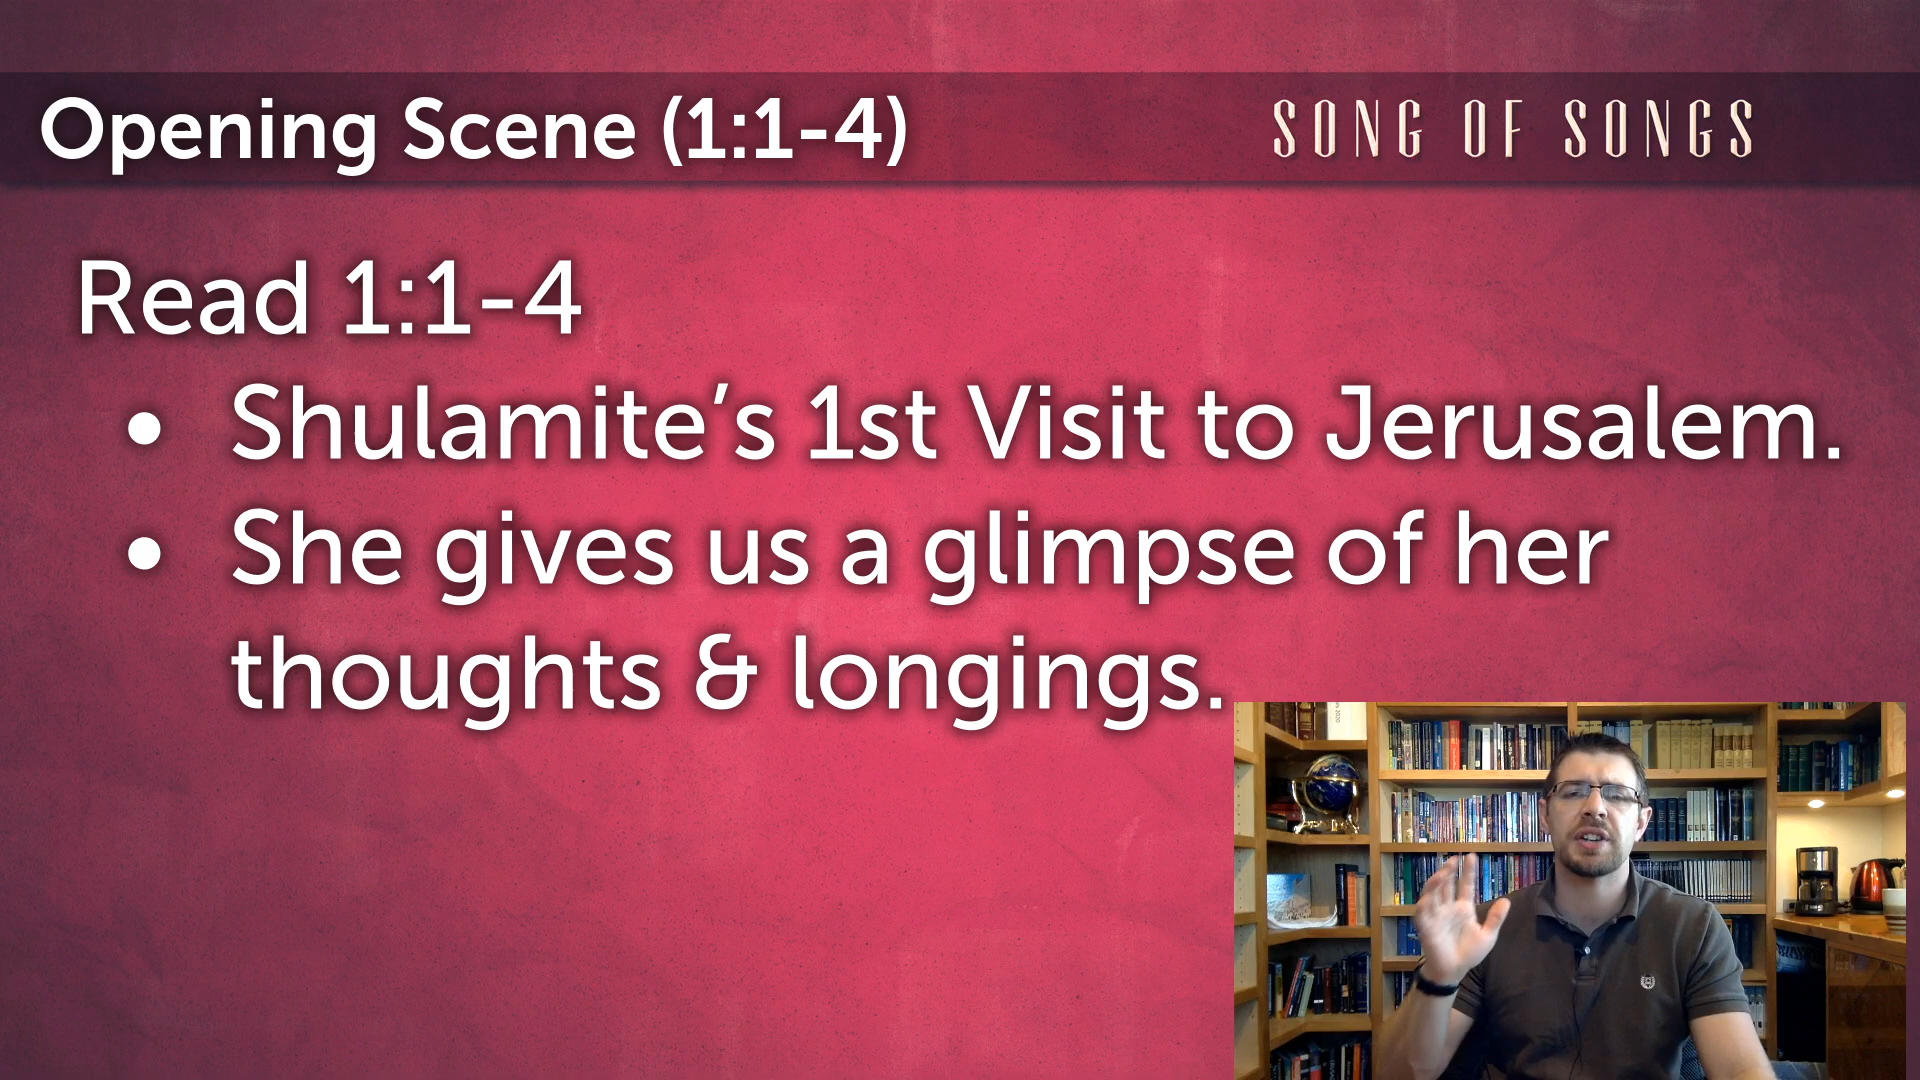 Opening Scene (1:1-4)
SONG OF SONGS
Read 1:1-4
• Shulamite’s 1st Visit to Jerusalem.
• She gives us a glimpse of her
thoughts & longings.